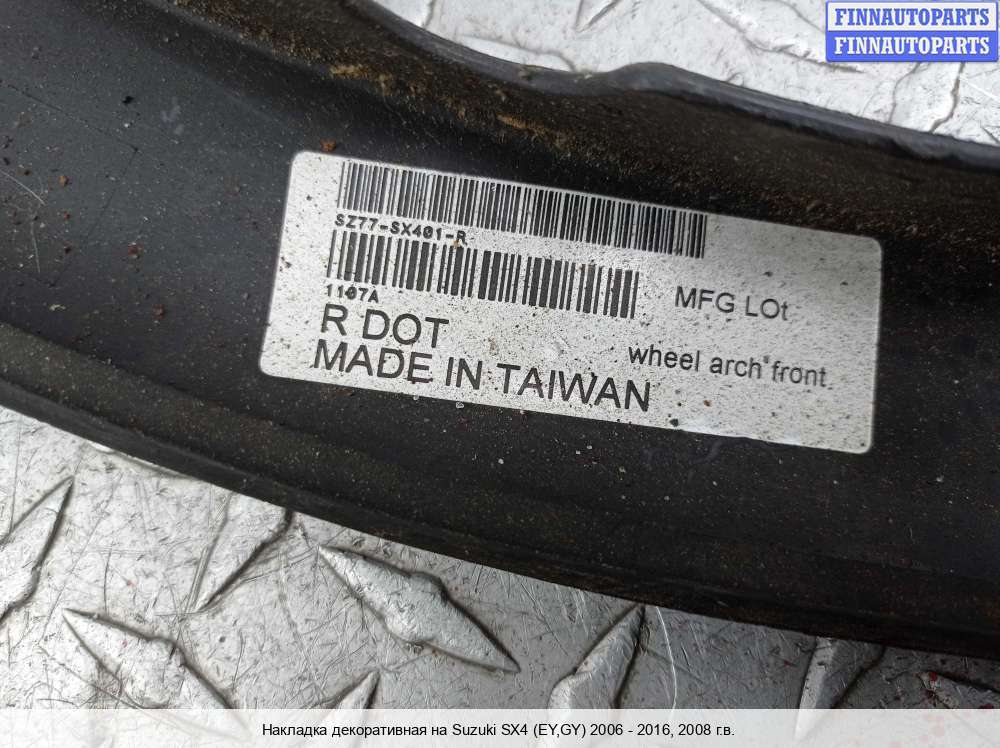 FINNAUTOPARTS
FINNAUTOPARTS
SZ77-SX401-R
1107A
MFG LOt
R DOT
wheel arch front
MADE IN TAIWAN
Накладка декоративная на Suzuki SX4 (EY,GY) 2006 - 2016, 2008 г.в.